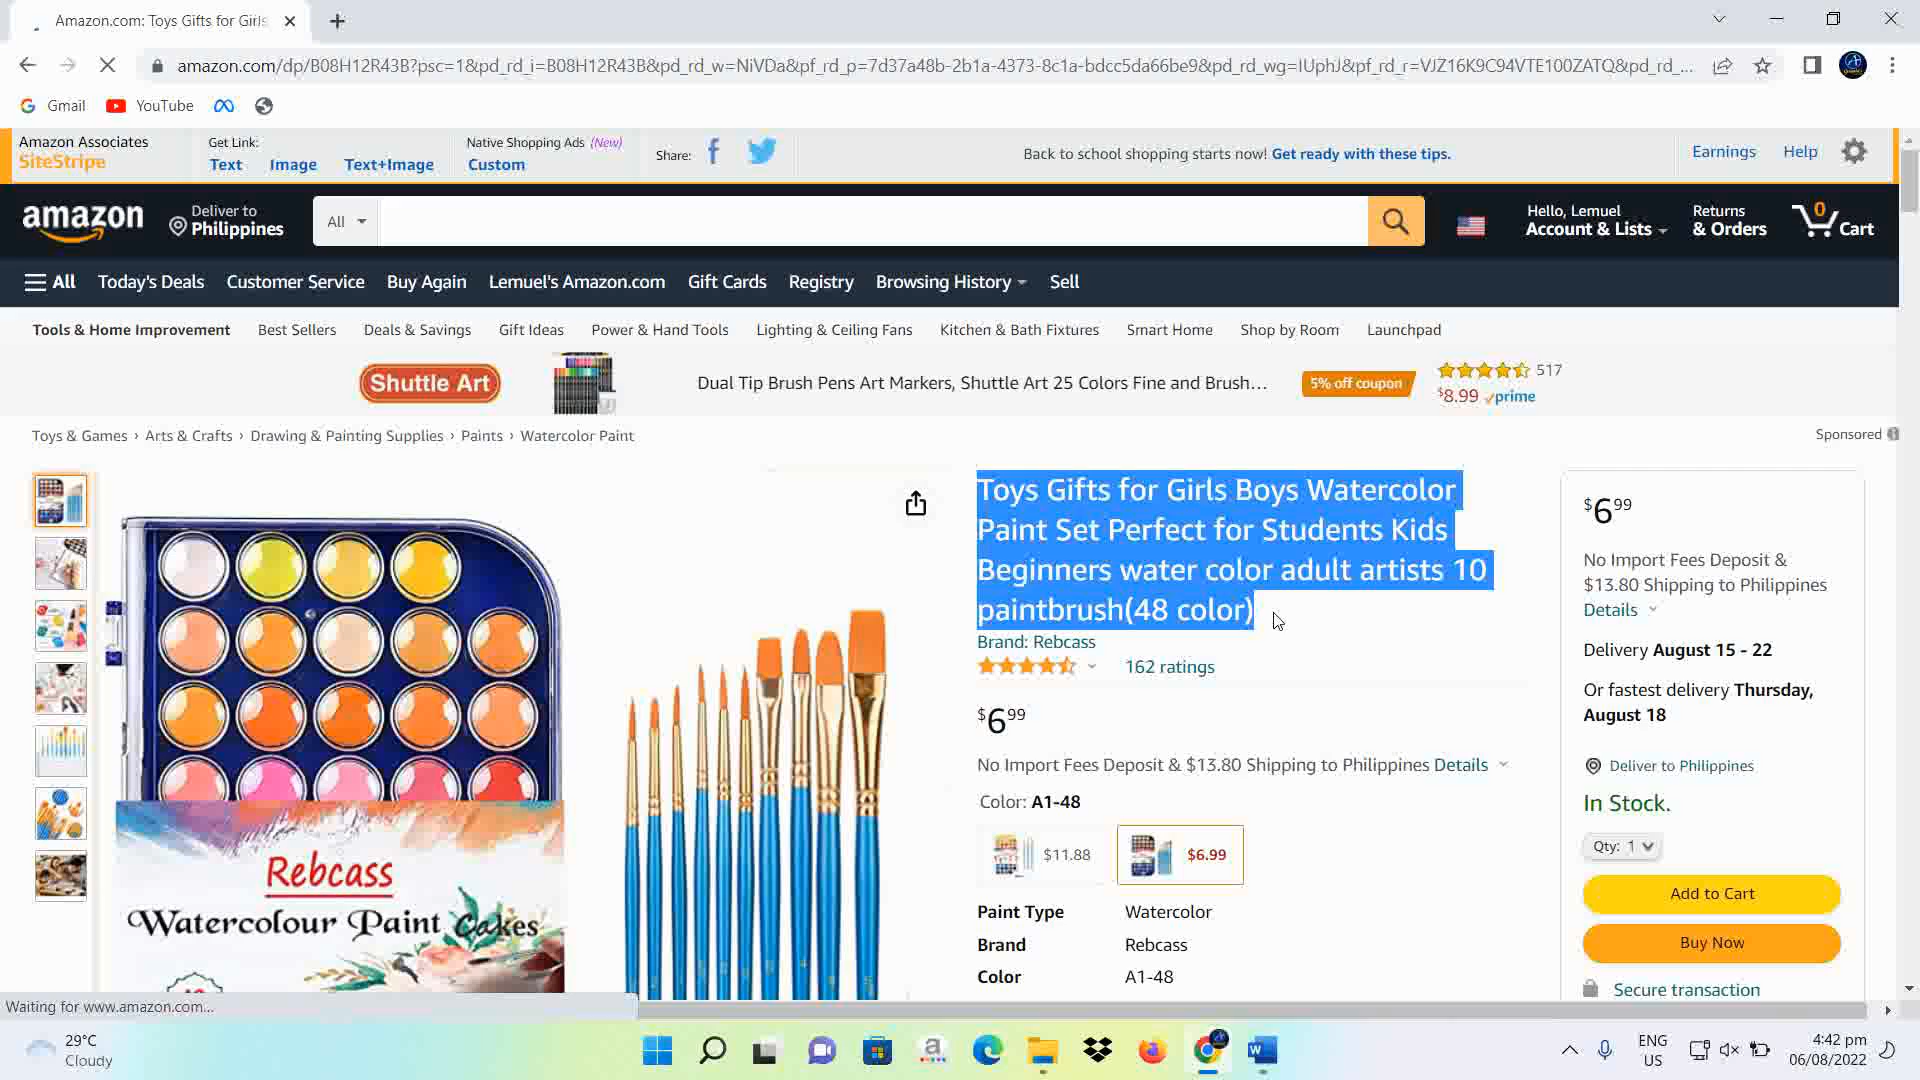 Amazon.com: Toys Gifts for Girls
amazon.com/dp/B08H12R43B?psc=1&pd_rd_i=B08H12R43B&pd_rd_w=NiVDa&pf_rd_p=7d37a48b-2b1a-4373-8c1a-bdcc5da66be9&pd_rd_wg=IUphJ&pf_rd_r=VJZ16K9C94VTE100ZATQ&pd_rd_...
Gmail YouTube
Amazon Associates
SiteStripe
Get Link:
Text Image Text+Image
Native Shopping Ads (New)
Custom
Share:
Back to school shopping starts now! Get ready with these tips.
Earnings Help
amazon
Deliver to
Philippines
All
Hello, Lemuel
Account & Lists
Returns
& Orders
0
Cart
All Today's Deals Customer Service Buy Again Lemuel's Amazon.com Gift Cards Registry Browsing History Sell
Tools & Home Improvement Best Sellers Deals & Savings Gift Ideas Power & Hand Tools Lighting & Ceiling Fans Kitchen & Bath Fixtures Smart Home Shop by Room Launchpad
Shuttle Art
Dual Tip Brush Pens Art Markers, Shuttle Art 25 Colors Fine and Brush...
5% off coupon
517
$8.99 prime
Toys & Games › Arts & Crafts › Drawing & Painting Supplies › Paints › Watercolor Paint
Sponsored
Toys Gifts for Girls Boys Watercolor
Paint Set Perfect for Students Kids
Beginners water color adult artists 10
paintbrush(48 color)
Brand: Rebcass
162 ratings
$6 99
No Import Fees Deposit & $13.80 Shipping to Philippines Details
Color: A1-48
$11.88
$6.99
Paint Type Watercolor
Brand Rebcass
Color A1-48
Rebcass
Watercolour Paint Cakes
$6 99
No Import Fees Deposit &
$13.80 Shipping to Philippines
Details
Delivery August 15 - 22
Or fastest delivery Thursday,
August 18
Deliver to Philippines
In Stock.
Qty: 1
Add to Cart
Buy Now
Secure transaction
Waiting for www.amazon.com...
29°C
Cloudy
ENG
US
4:42 pm
06/08/2022